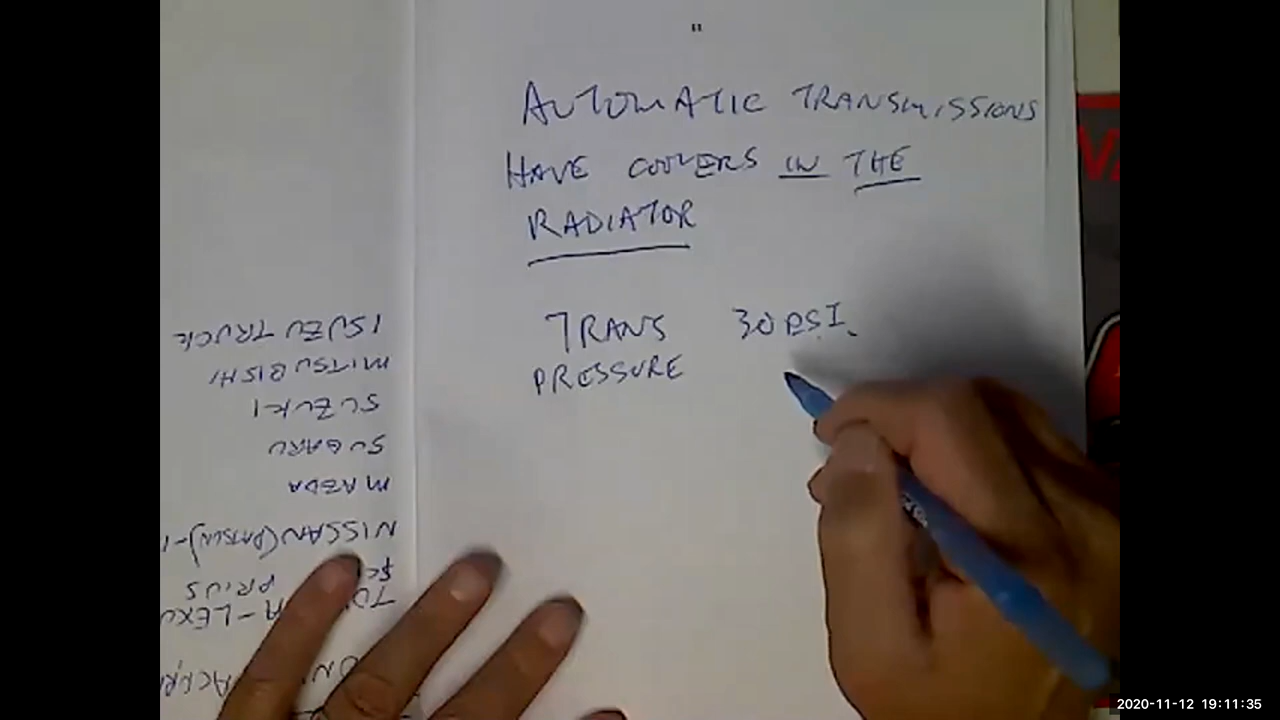 AUTOMATIC TRANSMISSIONS
HAVE COOLERS IN THE
RADIATOR
TRANS 30 PSI.
PRESSURE
ISUZU TRUCK
MITSUBISHI
SUZUKI
SUBARU
MAZDA
NISSAN (DATSUN)
PRIUS
2020-11-12 19:11:35